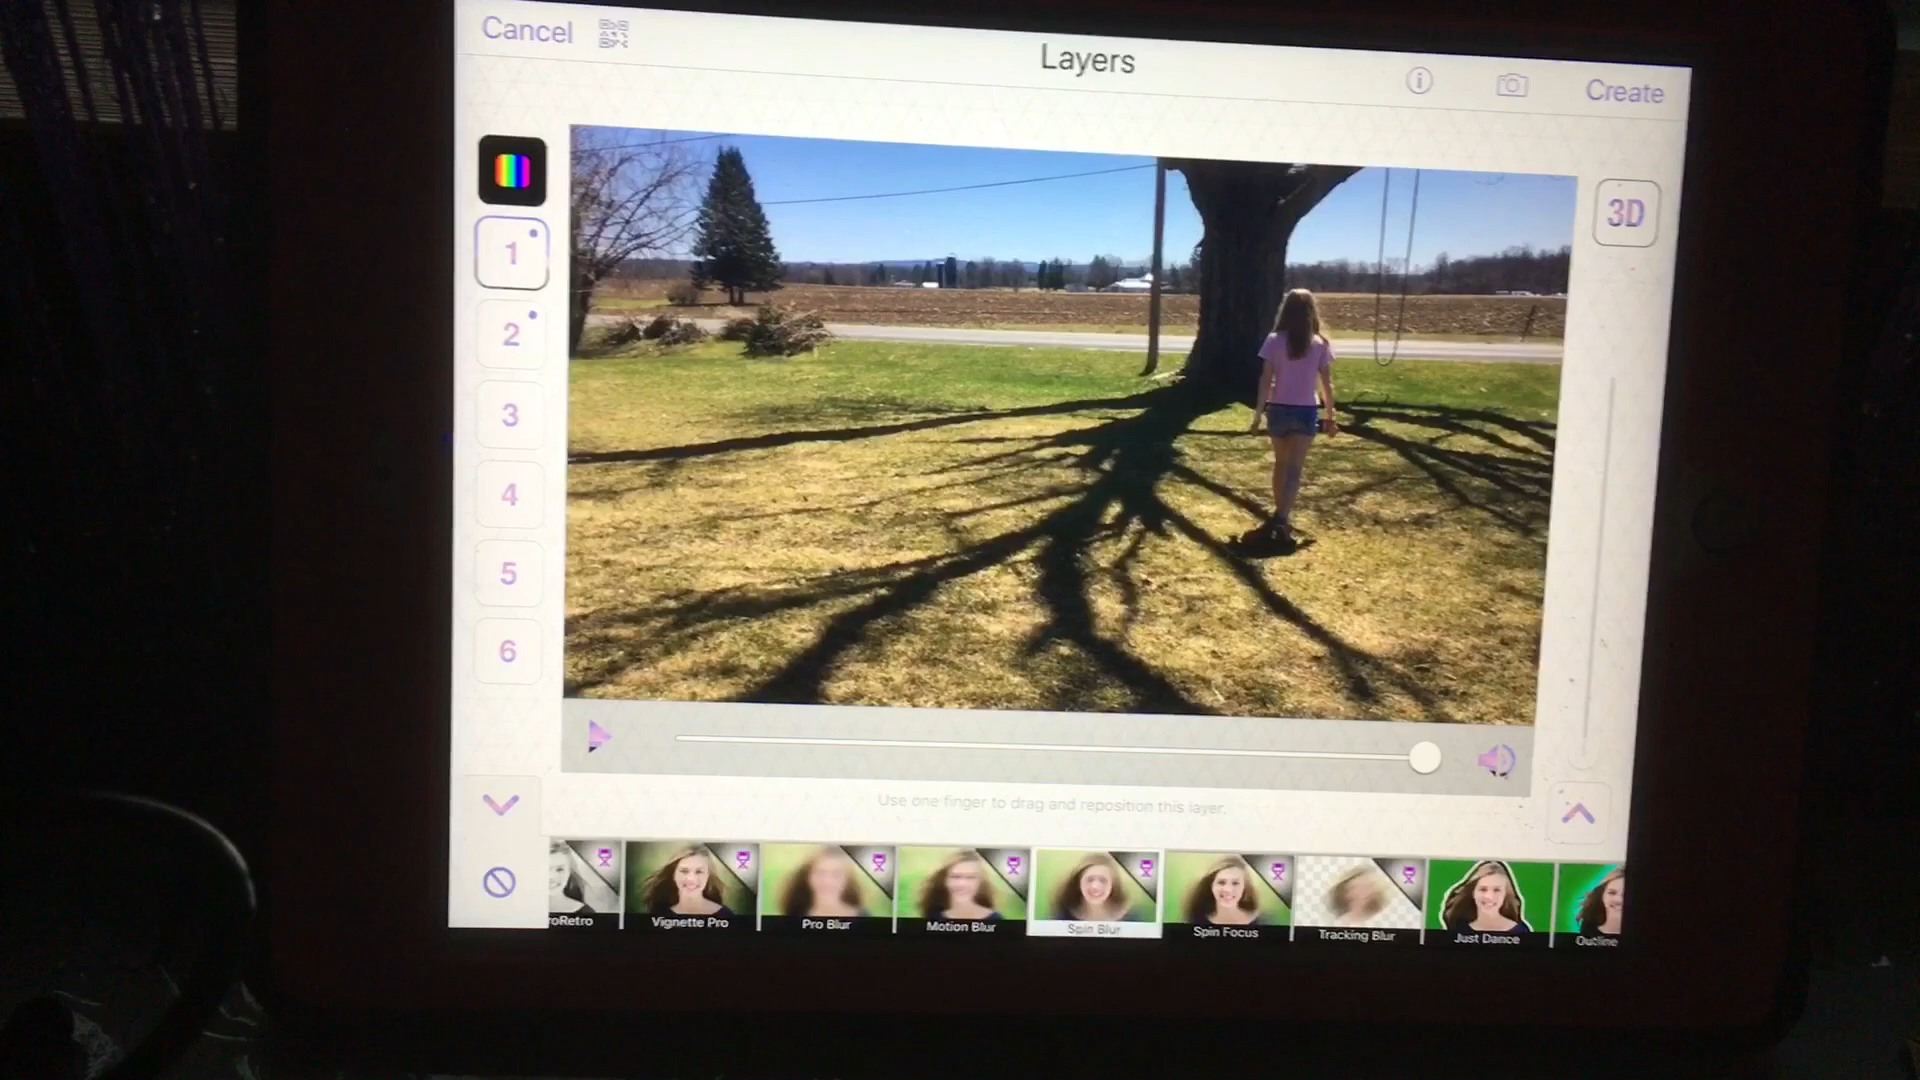 Cancel
Layers
Create
3D
1
2
3
4
5
6
Use one finger to drag and reposition this layer.
oRetro
Vignette Pro
Pro Blur
Motion Blur
Spin Blur
Spin Focus
Tracking Blur
Just Dance
Outline